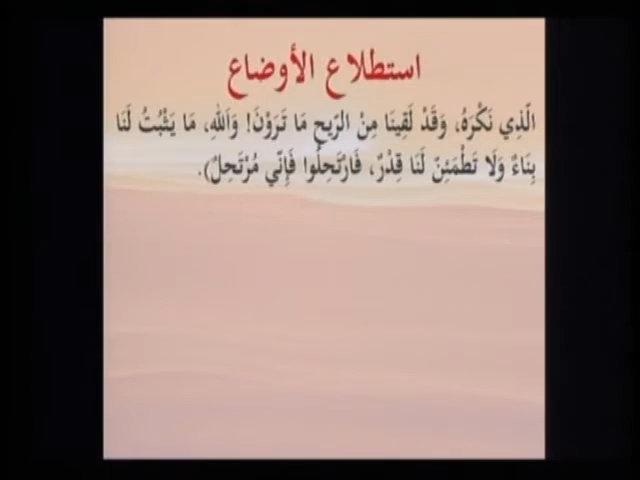 استطلاع الأوضاع
الّذِي نَكْرَهُ، وَقَدْ لَقِينَا مِنْ الرّيحِ مَا تَرَوْنَ! وَاللهِ، مَا يَثْبُتُ لَنَا
بِنَاءٌ وَلَا تَطْمَئِنّ لَنَا قِدْرٌ، فَارْتَحِلُوا فَإِنّي مُرْتَحِلٌ).